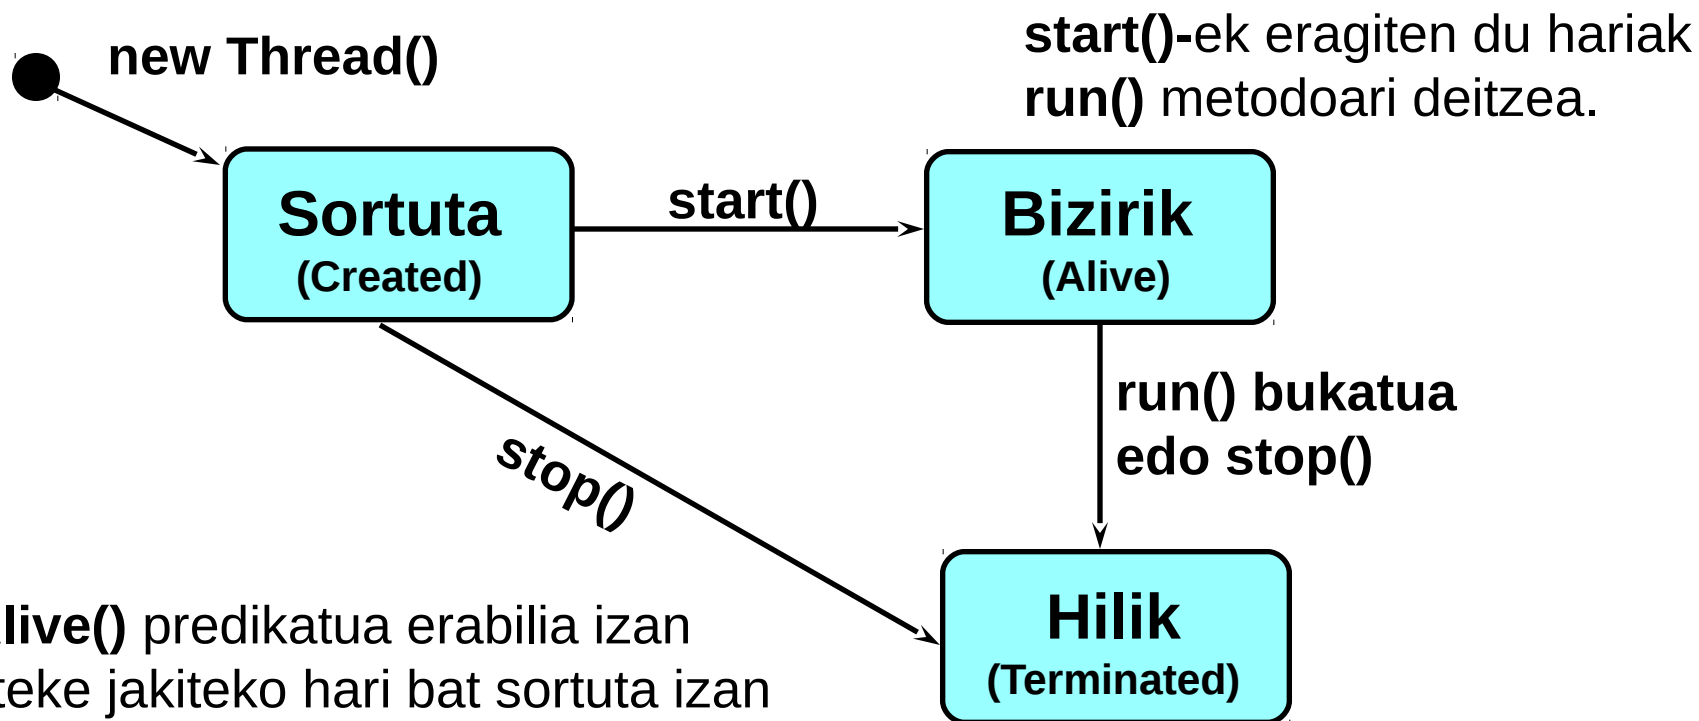 new Thread()
start()-ek eragiten du hariak
run() metodoari deitzea.
Sortuta
(Created)
start()
Bizirik
(Alive)
run() bukatua
edo stop()
stop()
Hilik
(Terminated)
live() predikatua erabilia izan
teke jakiteko hari bat sortuta izan